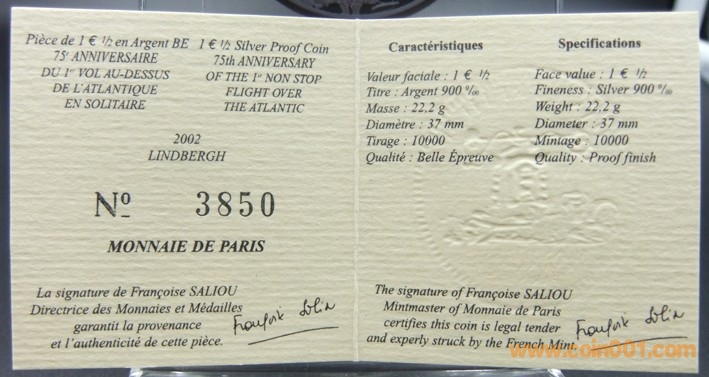 Pièce de 1 € ½ en Argent BE
75e ANNIVERSAIRE
DU 1er VOL AU-DESSUS
DE L'ATLANTIQUE
EN SOLITAIRE
1 € ½ Silver Proof Coin
75th ANNIVERSARY
OF THE 1st NON STOP
FLIGHT OVER
THE ATLANTIC
2002
LINDBERGH
No 3850
MONNAIE DE PARIS
La signature de Françoise SALIOU
Directrice des Monnaies et Médailles
garantit la provenance
et l'authenticité de cette pièce.
Caractéristiques
Valeur faciale : 1 € ½
Titre : Argent 900 ‰
Masse : 22,2 g
Diamètre : 37 mm
Tirage : 10000
Qualité : Belle Épreuve
Specifications
Face value : 1 € ½
Fineness : Silver 900 ‰
Weight : 22,2 g
Diameter : 37 mm
Mintage : 10000
Quality : Proof finish
The signature of Françoise SALIOU
Mintmaster of Monnaie de Paris
certifies this coin is legal tender
and experly struck by the French Mint.
www.coin001.com